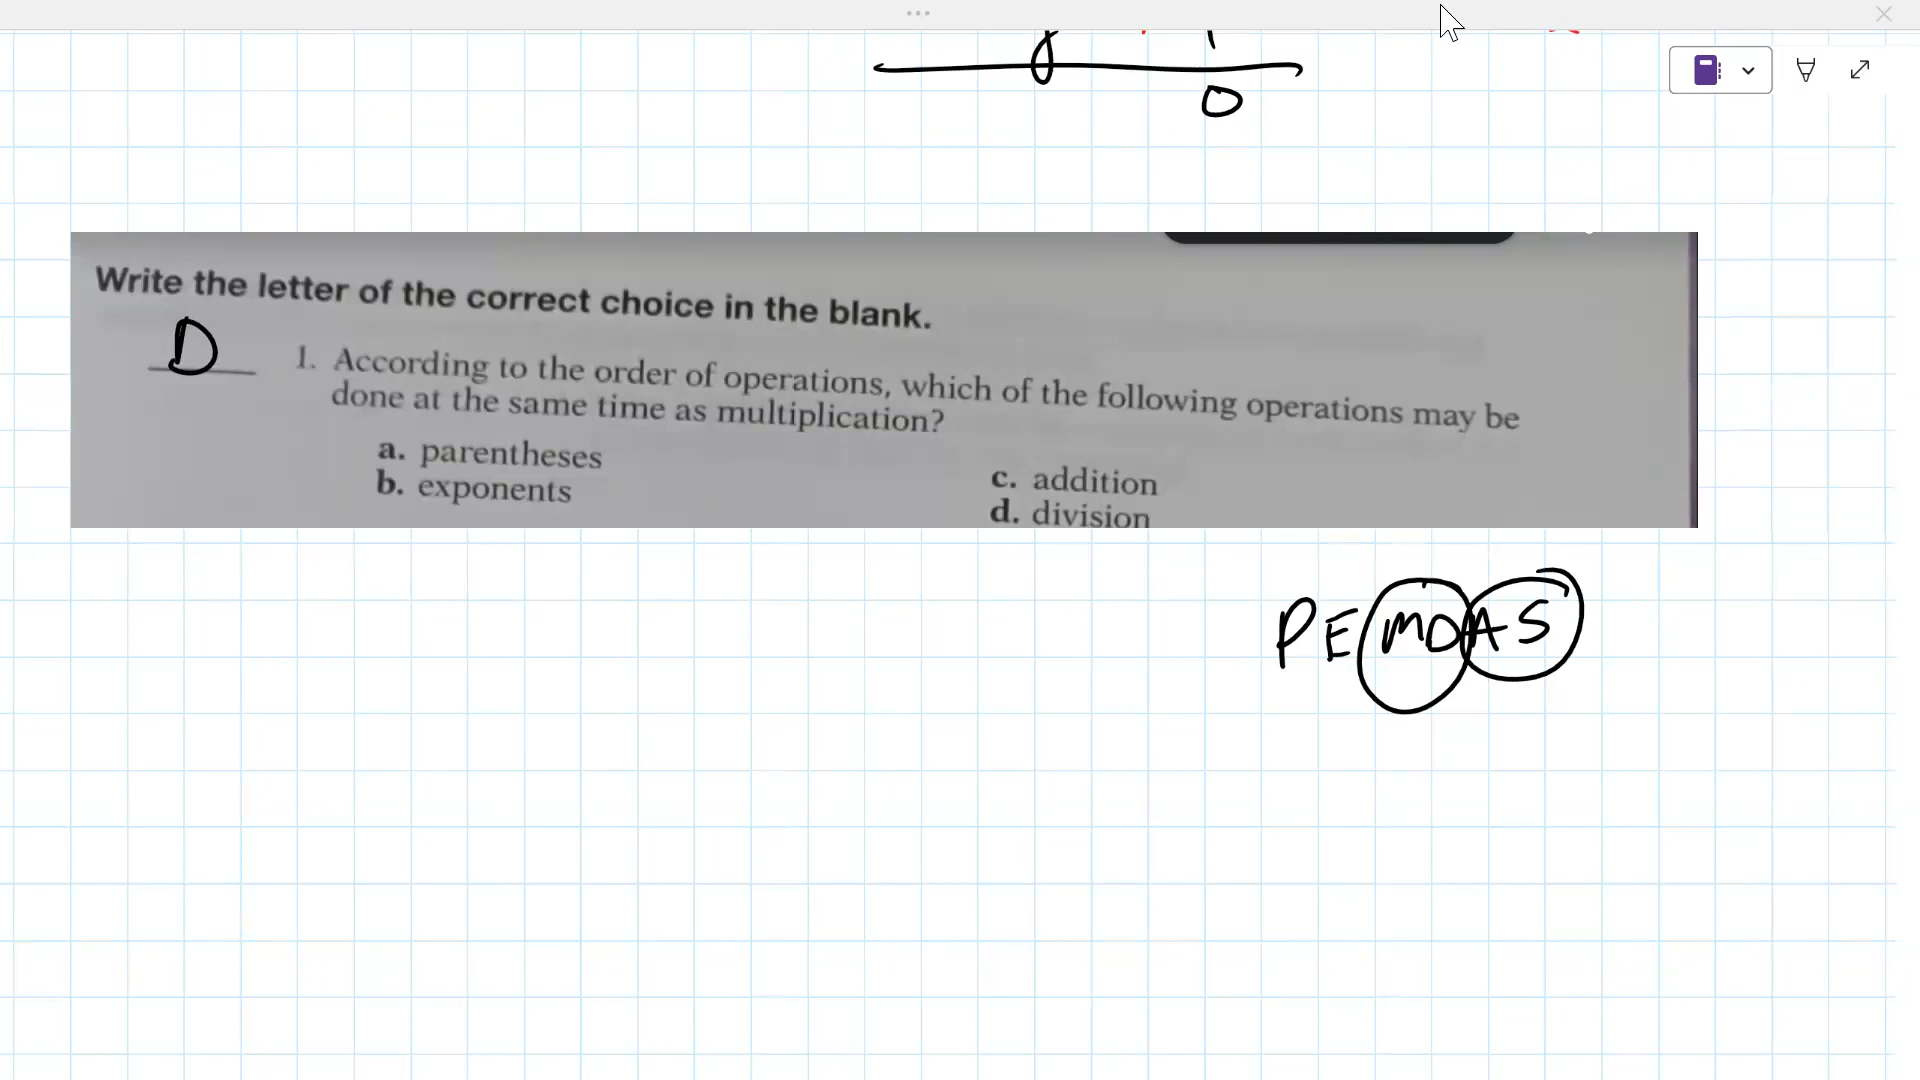 0
Write the letter of the correct choice in the blank.
D
1. According to the order of operations, which of the following operations may be
done at the same time as multiplication?
a. parentheses
b. exponents
c. addition
d. division
PEMDAS